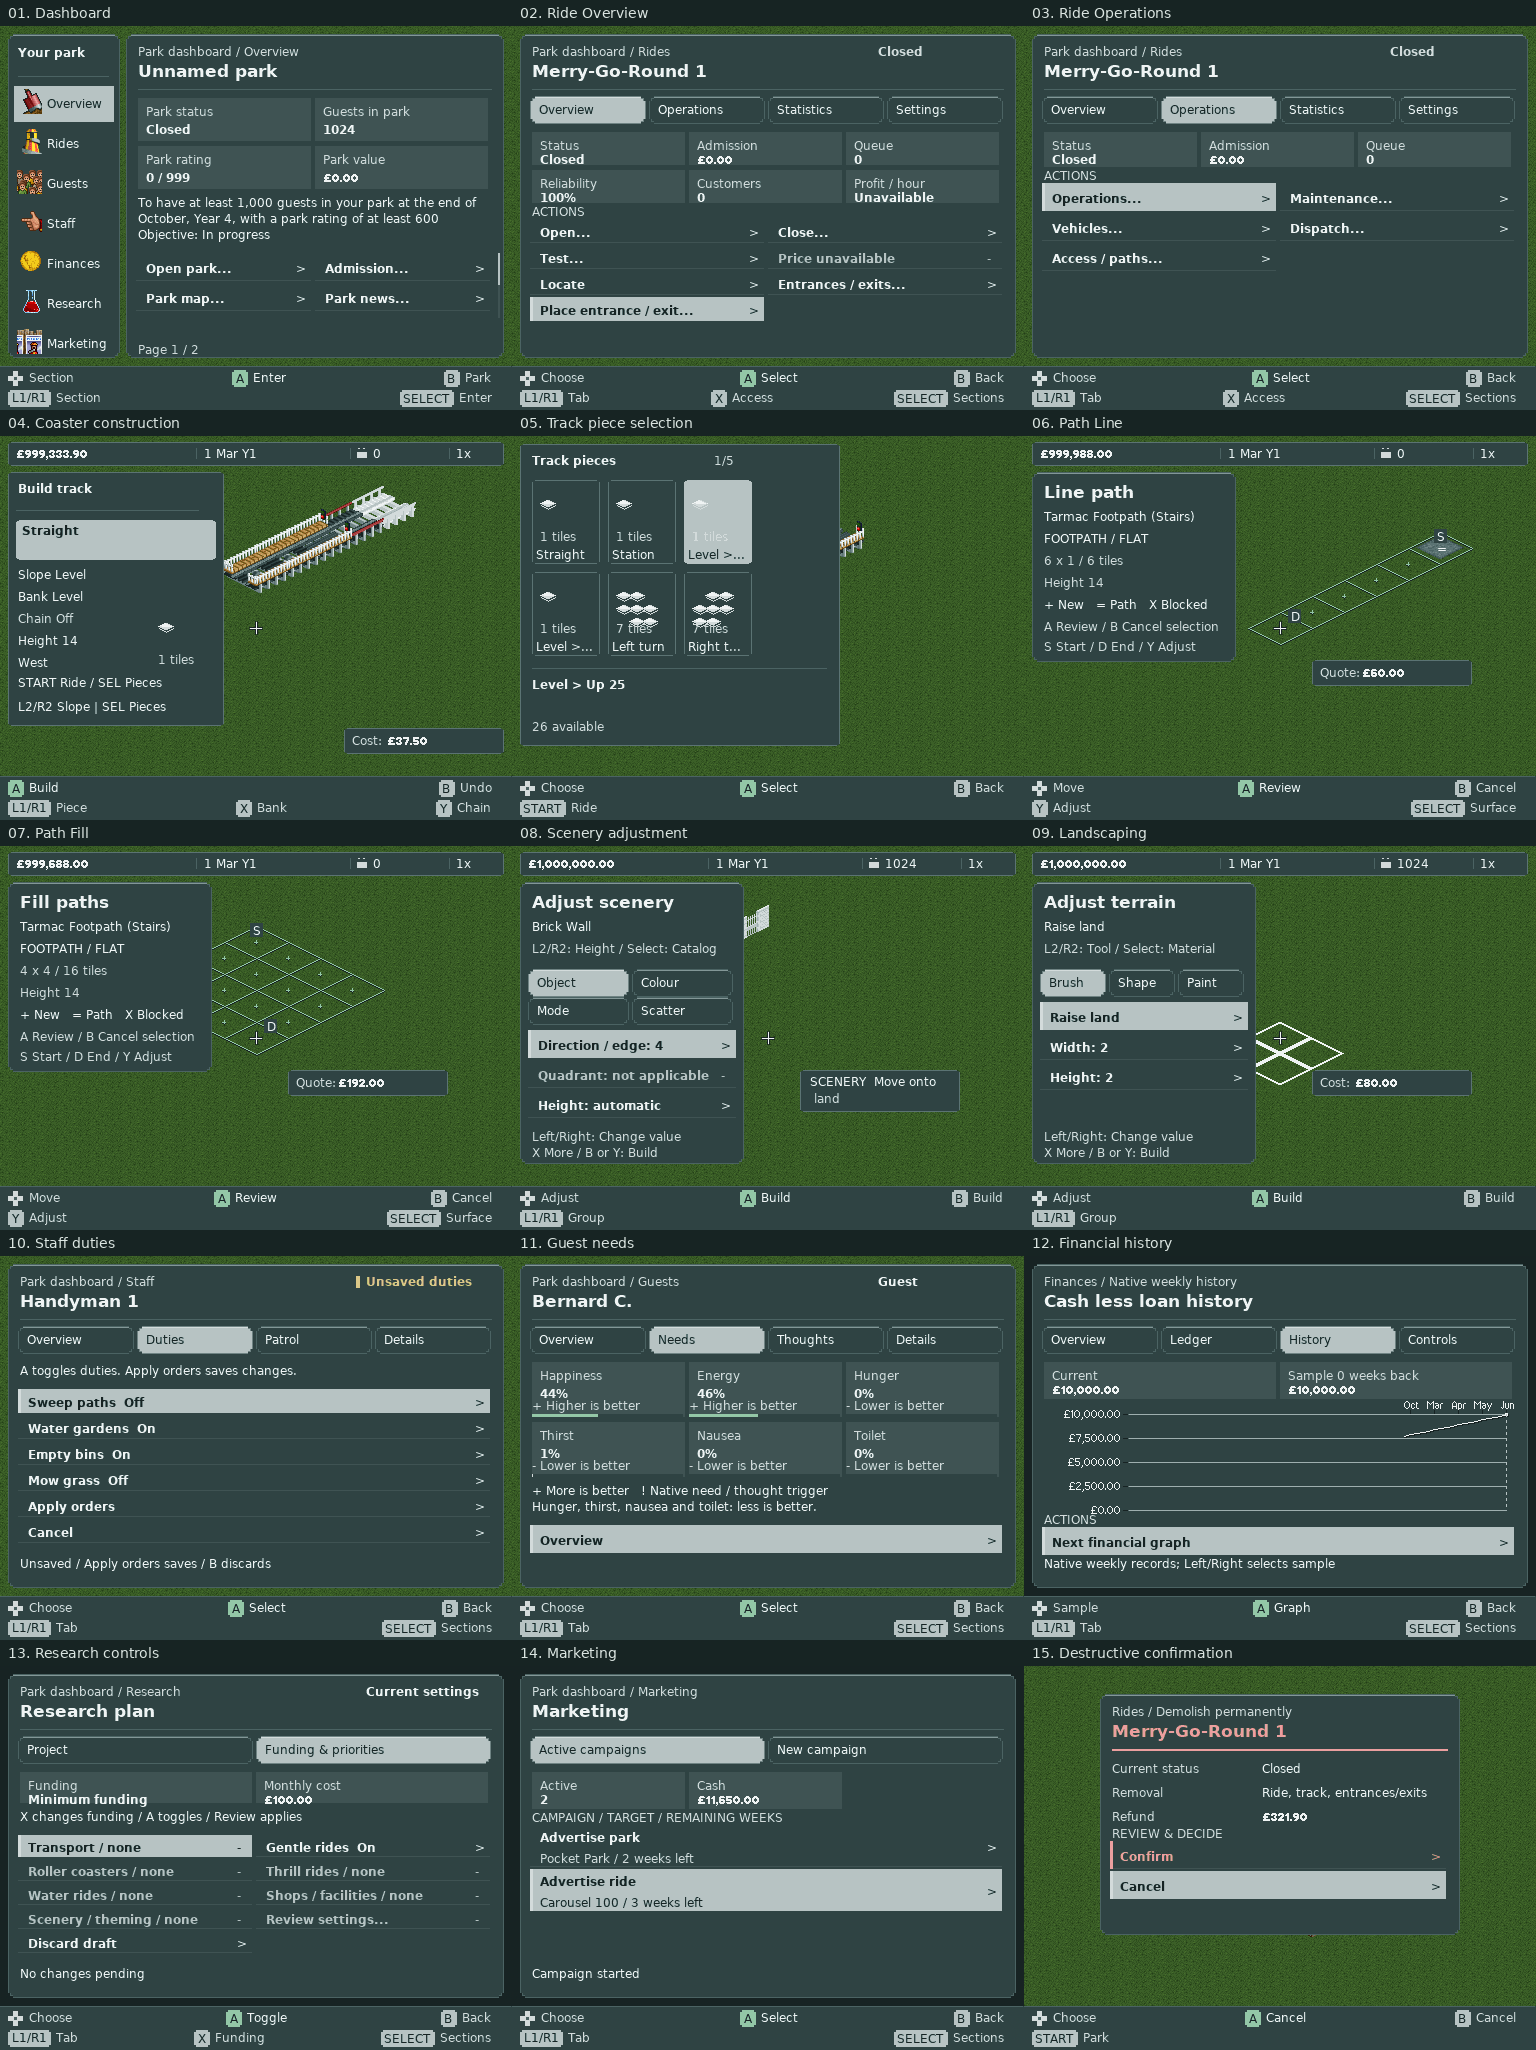 01. Dashboard
Your park
Overview
Rides
Guests
Staff
Finances
Research
Marketing
Park dashboard / Overview
Unnamed park
Park status
Closed
Guests in park
1024
Park rating
0 / 999
Park value
£0.00
To have at least 1,000 guests in your park at the end of
October, Year 4, with a park rating of at least 600
Objective: In progress
Open park... >
Admission... >
Park map... >
Park news... >
Page 1 / 2
Section
A Enter
B Park
L1/R1 Section
SELECT Enter
02. Ride Overview
Park dashboard / Rides
Closed
Merry-Go-Round 1
Overview
Operations
Statistics
Settings
Status
Closed
Admission
£0.00
Queue
0
Reliability
100%
Customers
0
Profit / hour
Unavailable
ACTIONS
Open... >
Close... >
Test... >
Price unavailable -
Locate >
Entrances / exits... >
Place entrance / exit... >
Choose
A Select
B Back
L1/R1 Tab
X Access
SELECT Sections
03. Ride Operations
Park dashboard / Rides
Closed
Merry-Go-Round 1
Overview
Operations
Statistics
Settings
Status
Closed
Admission
£0.00
Queue
0
ACTIONS
Operations... >
Maintenance... >
Vehicles... >
Dispatch... >
Access / paths... >
Choose
A Select
B Back
L1/R1 Tab
X Access
SELECT Sections
04. Coaster construction
£999,333.90
1 Mar Y1
0
1x
Build track
Straight
Slope Level
Bank Level
Chain Off
Height 14
West
1 tiles
START Ride / SEL Pieces
L2/R2 Slope | SEL Pieces
Cost: £37.50
A Build
B Undo
L1/R1 Piece
X Bank
Y Chain
05. Track piece selection
Track pieces
1/5
1 tiles
Straight
1 tiles
Station
1 tiles
Level >...
1 tiles
Level >...
7 tiles
Left turn
7 tiles
Right t...
Level > Up 25
26 available
Choose
A Select
B Back
START Ride
06. Path Line
£999,988.00
1 Mar Y1
0
1x
Line path
Tarmac Footpath (Stairs)
FOOTPATH / FLAT
6 x 1 / 6 tiles
Height 14
+ New = Path X Blocked
A Review / B Cancel selection
S Start / D End / Y Adjust
S
=
D
Quote: £60.00
Move
A Review
B Cancel
Y Adjust
SELECT Surface
07. Path Fill
£999,688.00
1 Mar Y1
0
1x
Fill paths
Tarmac Footpath (Stairs)
FOOTPATH / FLAT
4 x 4 / 16 tiles
Height 14
+ New = Path X Blocked
A Review / B Cancel selection
S Start / D End / Y Adjust
S
D
Quote: £192.00
Move
A Review
B Cancel
Y Adjust
SELECT Surface
08. Scenery adjustment
£1,000,000.00
1 Mar Y1
1024
1x
Adjust scenery
Brick Wall
L2/R2: Height / Select: Catalog
Object
Colour
Mode
Scatter
Direction / edge: 4 >
Quadrant: not applicable -
Height: automatic >
Left/Right: Change value
X More / B or Y: Build
SCENERY Move onto
land
Adjust
A Build
B Build
L1/R1 Group
09. Landscaping
£1,000,000.00
1 Mar Y1
1024
1x
Adjust terrain
Raise land
L2/R2: Tool / Select: Material
Brush
Shape
Paint
Raise land >
Width: 2 >
Height: 2 >
Left/Right: Change value
X More / B or Y: Build
Cost: £80.00
Adjust
A Build
B Build
L1/R1 Group
10. Staff duties
Park dashboard / Staff
Unsaved duties
Handyman 1
Overview
Duties
Patrol
Details
A toggles duties. Apply orders saves changes.
Sweep paths Off >
Water gardens On >
Empty bins On >
Mow grass Off >
Apply orders >
Cancel >
Unsaved / Apply orders saves / B discards
Choose
A Select
B Back
L1/R1 Tab
SELECT Sections
11. Guest needs
Park dashboard / Guests
Guest
Bernard C.
Overview
Needs
Thoughts
Details
Happiness
44%
+ Higher is better
Energy
46%
+ Higher is better
Hunger
0%
- Lower is better
Thirst
1%
- Lower is better
Nausea
0%
- Lower is better
Toilet
0%
- Lower is better
+ More is better ! Native need / thought trigger
Hunger, thirst, nausea and toilet: less is better.
Overview >
Choose
A Select
B Back
L1/R1 Tab
SELECT Sections
12. Financial history
Finances / Native weekly history
Cash less loan history
Overview
Ledger
History
Controls
Current
£10,000.00
Sample 0 weeks back
£10,000.00
Oct Mar Apr May Jun
£10,000.00
£7,500.00
£5,000.00
£2,500.00
£0.00
ACTIONS
Next financial graph >
Native weekly records; Left/Right selects sample
Sample
A Graph
B Back
L1/R1 Tab
SELECT Sections
13. Research controls
Park dashboard / Research
Current settings
Research plan
Project
Funding & priorities
Funding
Minimum funding
Monthly cost
£100.00
X changes funding / A toggles / Review applies
Transport / none -
Gentle rides On >
Roller coasters / none -
Thrill rides / none -
Water rides / none -
Shops / facilities / none -
Scenery / theming / none -
Review settings... -
Discard draft >
No changes pending
Choose
A Toggle
B Back
L1/R1 Tab
X Funding
SELECT Sections
14. Marketing
Park dashboard / Marketing
Marketing
Active campaigns
New campaign
Active
2
Cash
£11,650.00
CAMPAIGN / TARGET / REMAINING WEEKS
Advertise park >
Pocket Park / 2 weeks left
Advertise ride >
Carousel 100 / 3 weeks left
Campaign started
Choose
A Select
B Back
L1/R1 Tab
SELECT Sections
15. Destructive confirmation
Rides / Demolish permanently
Merry-Go-Round 1
Current status Closed
Removal Ride, track, entrances/exits
Refund £321.90
REVIEW & DECIDE
Confirm >
Cancel >
Choose
A Cancel
B Cancel
START Park